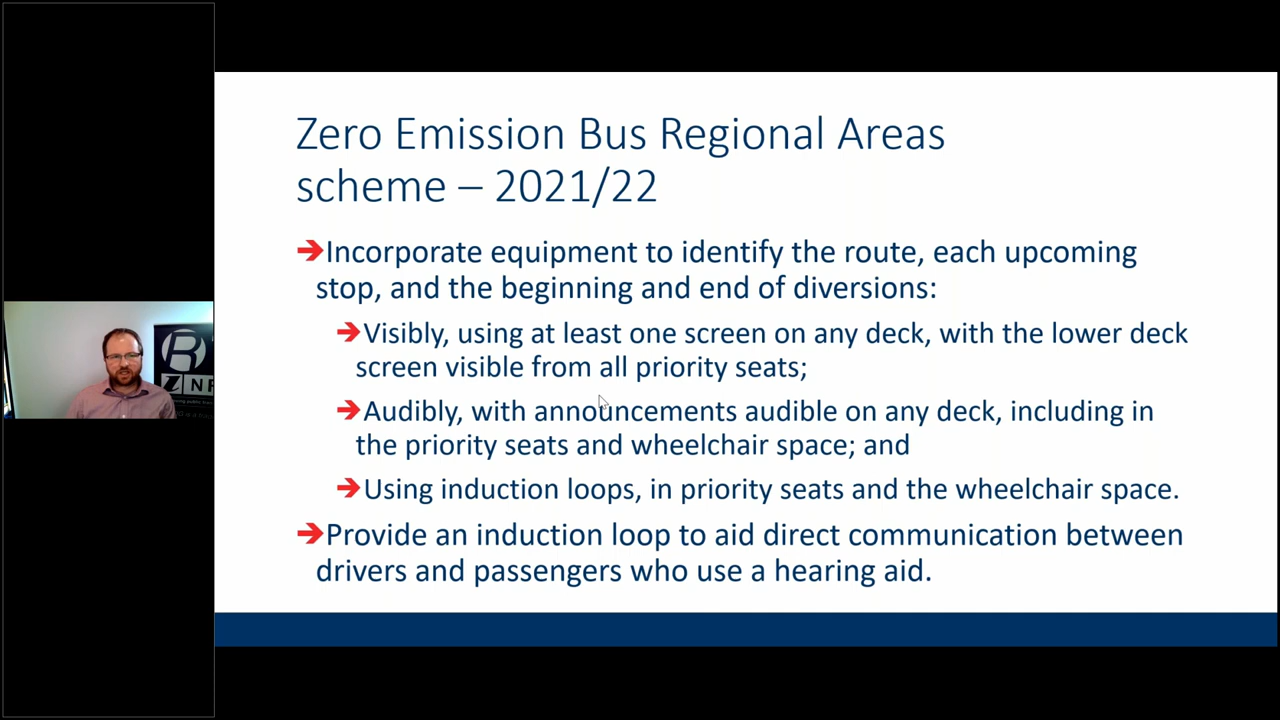 Zero Emission Bus Regional Areas
scheme – 2021/22
➔Incorporate equipment to identify the route, each upcoming
stop, and the beginning and end of diversions:
➔Visibly, using at least one screen on any deck, with the lower deck
screen visible from all priority seats;
➔Audibly, with announcements audible on any deck, including in
the priority seats and wheelchair space; and
➔Using induction loops, in priority seats and the wheelchair space.
➔Provide an induction loop to aid direct communication between
drivers and passengers who use a hearing aid.